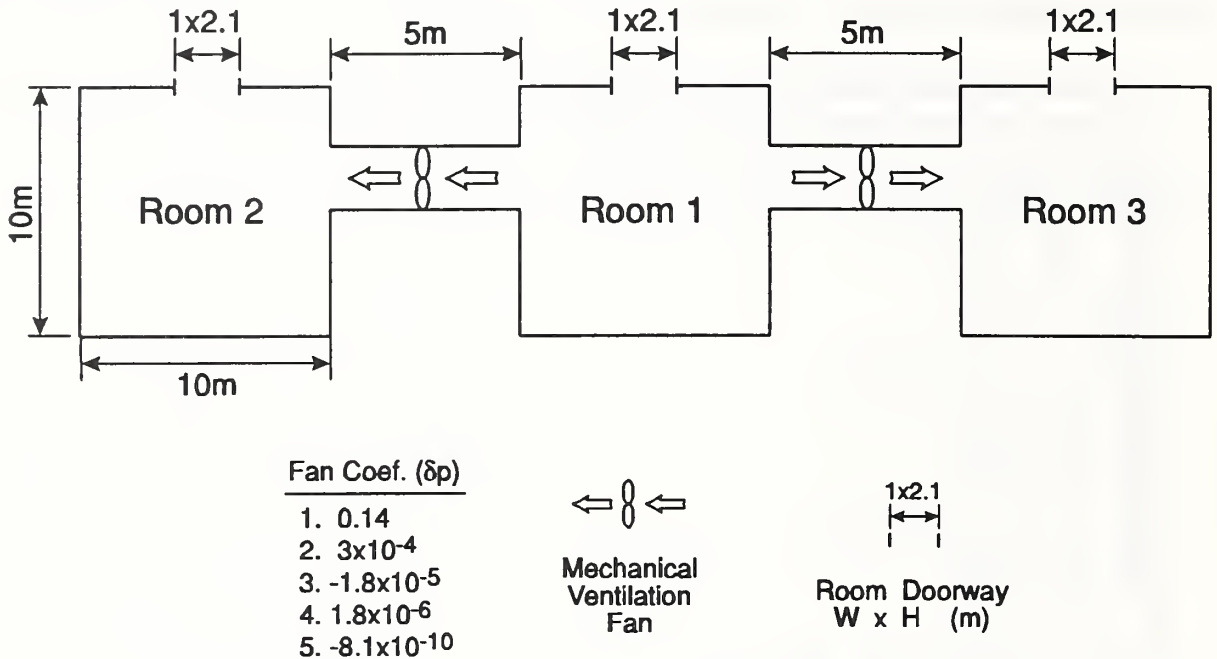 1x2.1
5m
1x2.1
5m
1x2.1
10m
Room 2
Room 1
Room 3
10m
Fan Coef. (δp)
1. 0.14
2. 3x10⁻⁴
3. -1.8x10⁻⁵
4. 1.8x10⁻⁶
5. -8.1x10⁻¹⁰
Mechanical
Ventilation
Fan
1x2.1
Room Doorway
W x H (m)